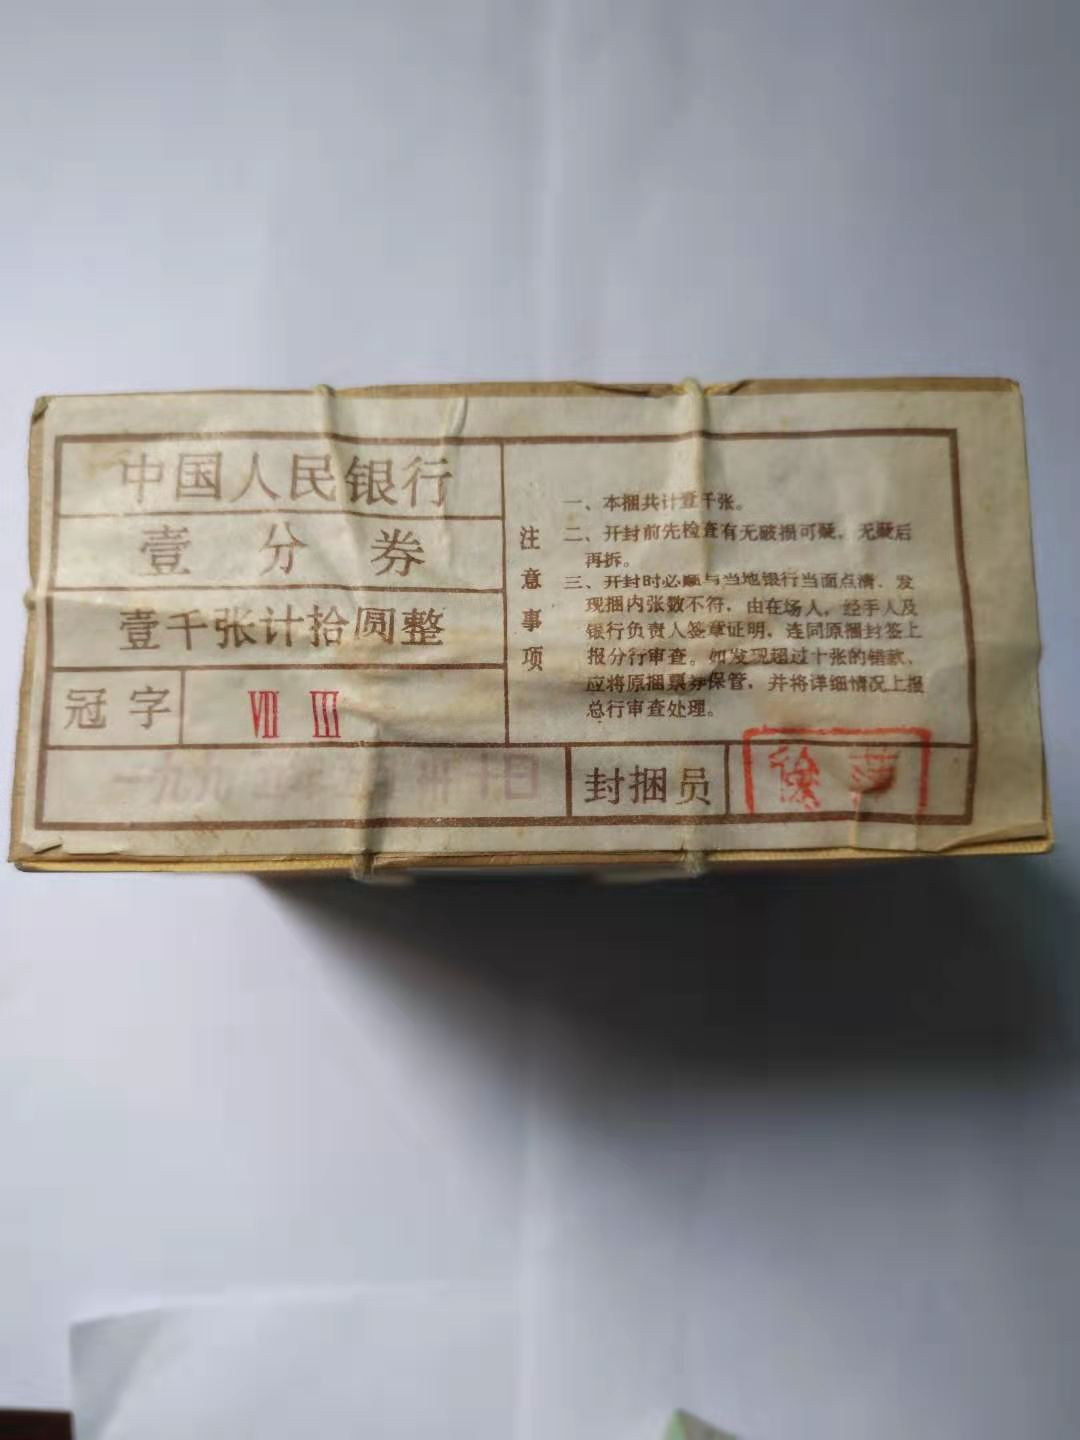 中国人民银行
壹分券
壹千张计拾圆整
冠字
Ⅶ Ⅲ
注意事项
一、本捆共计壹千张。
二、开封前先检查有无破损可疑，无疑后
再拆。
三、开封时必须与当地银行当面点清，发
现捆内张数不符，由在场人，经手人及
银行负责人签章证明，连同原捆封签上
报分行审查。如发现超过十张的错款，
应将原捆票券保管，并将详细情况上报
总行审查处理。
一九九
十日
封捆员